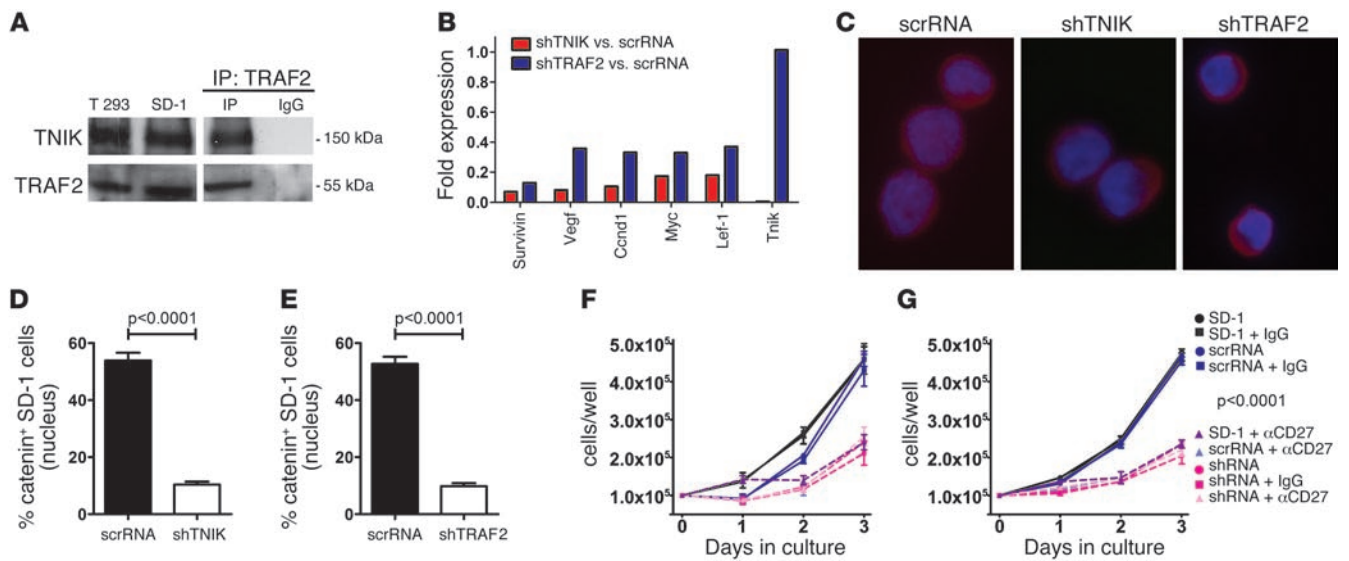 A
IP: TRAF2
T 293 SD-1 IP IgG
TNIK - 150 kDa
TRAF2 - 55 kDa
B
shTNIK vs. scrRNA
shTRAF2 vs. scrRNA
Fold expression
1.0
0.8
0.6
0.4
0.2
0.0
Survivin
Vegf
Ccnd1
Myc
Lef-1
Tnik
C
scrRNA shTNIK shTRAF2
D
p<0.0001
% catenin⁺ SD-1 cells
(nucleus)
60
40
20
0
scrRNA shTNIK
E
p<0.0001
% catenin⁺ SD-1 cells
(nucleus)
60
40
20
0
scrRNA shTRAF2
F
cells/well
5.0x10⁵
4.0x10⁵
3.0x10⁵
2.0x10⁵
1.0x10⁵
0 1 2 3
Days in culture
G
cells/well
5.0x10⁵
4.0x10⁵
3.0x10⁵
2.0x10⁵
1.0x10⁵
0 1 2 3
Days in culture
SD-1
SD-1 + IgG
scrRNA
scrRNA + IgG
p<0.0001
SD-1 + αCD27
scrRNA + αCD27
shRNA
shRNA + IgG
shRNA + αCD27